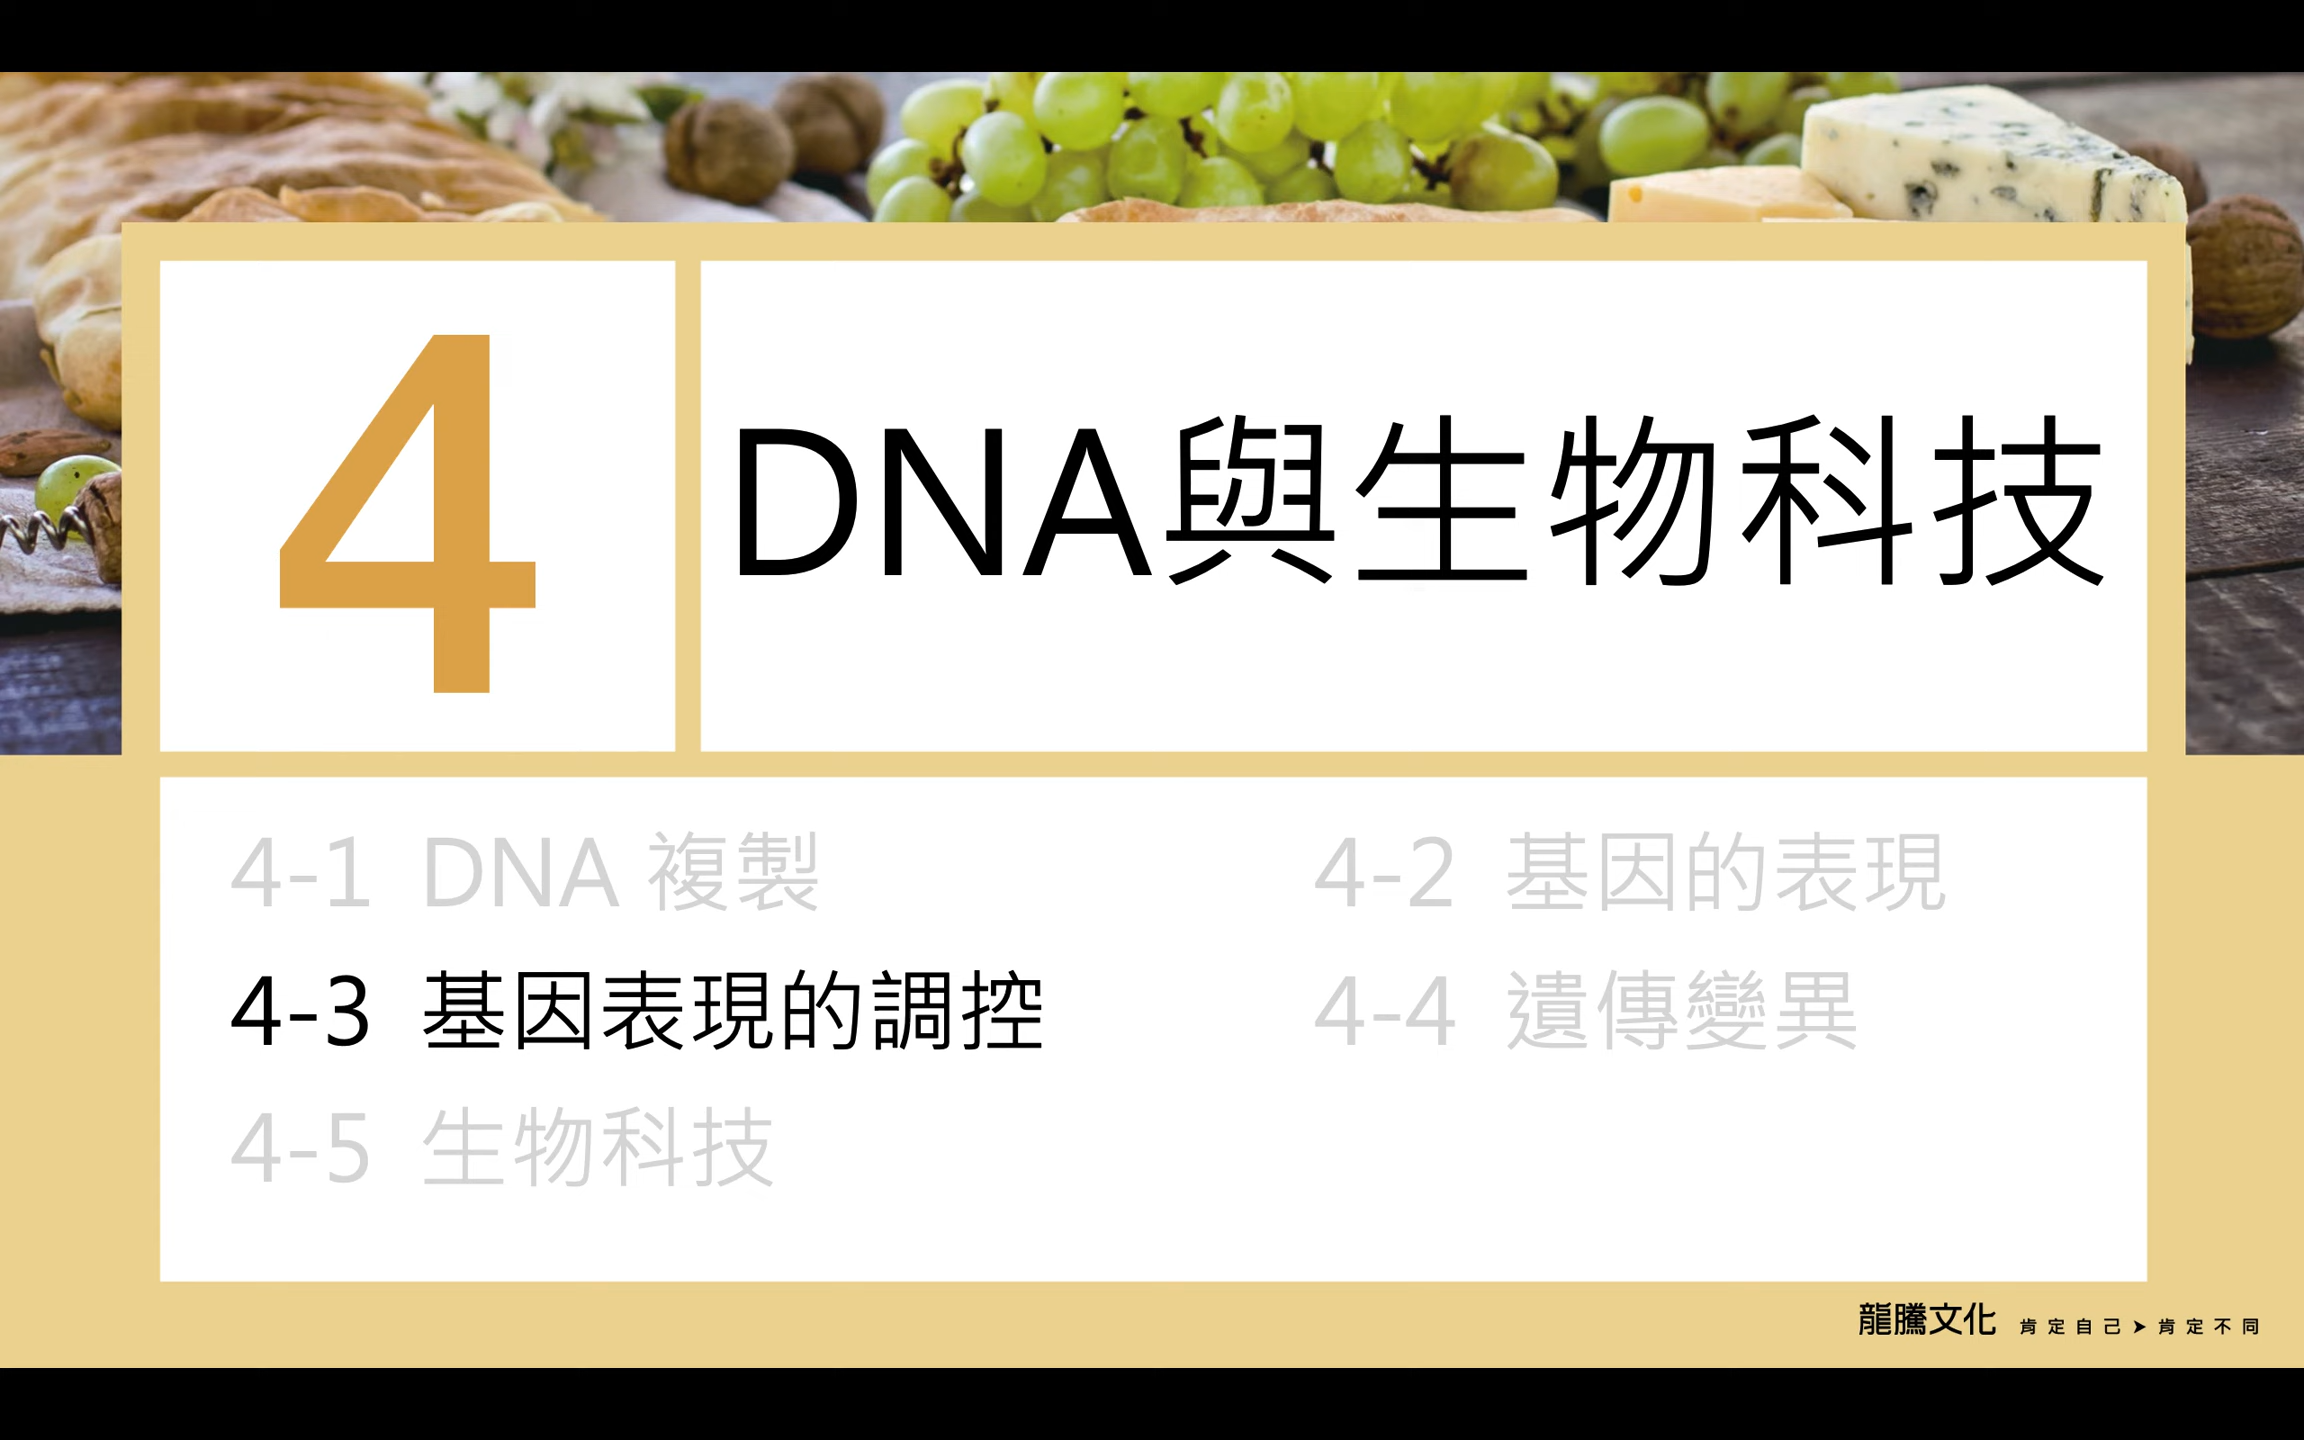 4
DNA與生物科技
4-1 DNA 複製
4-2 基因的表現
4-3 基因表現的調控
4-4 遺傳變異
4-5 生物科技
龍騰文化 肯定自己➤肯定不同